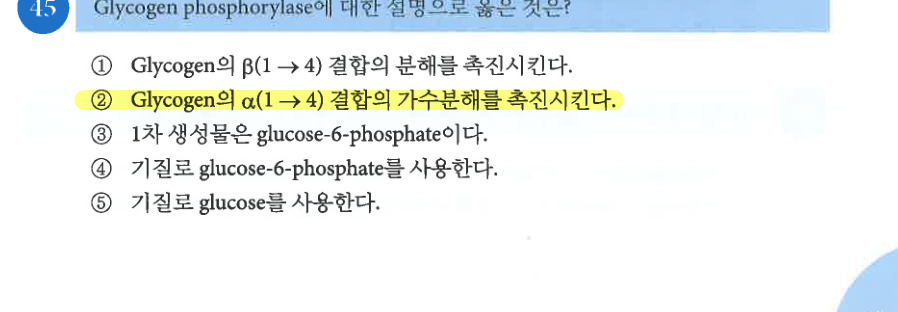 45 Glycogen phosphorylase에 대한 설명으로 옳은 것은?
① Glycogen의 β(1 → 4) 결합의 분해를 촉진시킨다.
② Glycogen의 α(1 → 4) 결합의 가수분해를 촉진시킨다.
③ 1차 생성물은 glucose-6-phosphate이다.
④ 기질로 glucose-6-phosphate를 사용한다.
⑤ 기질로 glucose를 사용한다.